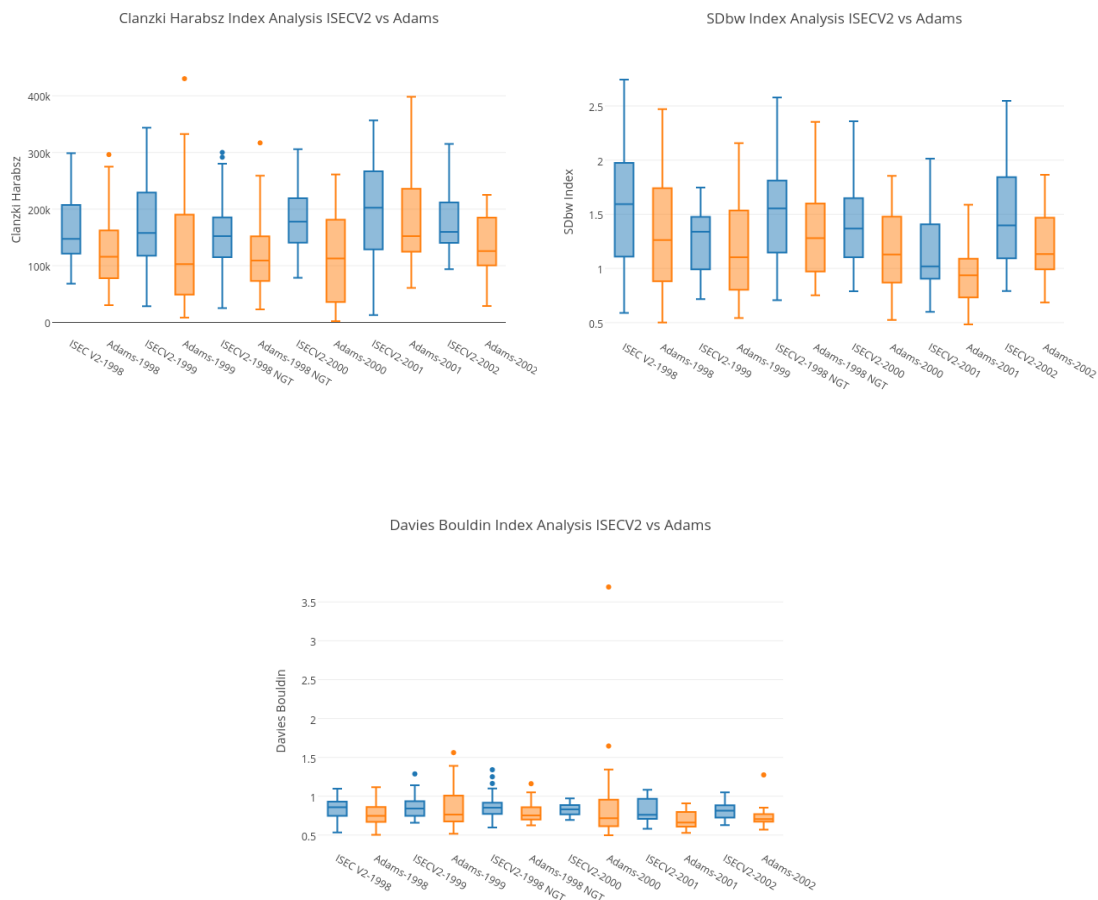 Clanzki Harabsz Index Analysis ISECV2 vs Adams
Clanzki Harabsz
400k
300k
200k
100k
0
ISEC V2-1998
Adams-1998
ISECV2-1999
Adams-1999
ISECV2-1998 NGT
Adams-1998 NGT
ISECV2-2000
Adams-2000
ISECV2-2001
Adams-2001
ISECV2-2002
Adams-2002
SDbw Index Analysis ISECV2 vs Adams
SDbw Index
2.5
2
1.5
1
0.5
ISEC V2-1998
Adams-1998
ISECV2-1999
Adams-1999
ISECV2-1998 NGT
Adams-1998 NGT
ISECV2-2000
Adams-2000
ISECV2-2001
Adams-2001
ISECV2-2002
Adams-2002
Davies Bouldin Index Analysis ISECV2 vs Adams
Davies Bouldin
3.5
3
2.5
2
1.5
1
0.5
ISEC V2-1998
Adams-1998
ISECV2-1999
Adams-1999
ISECV2-1998 NGT
Adams-1998 NGT
ISECV2-2000
Adams-2000
ISECV2-2001
Adams-2001
ISECV2-2002
Adams-2002